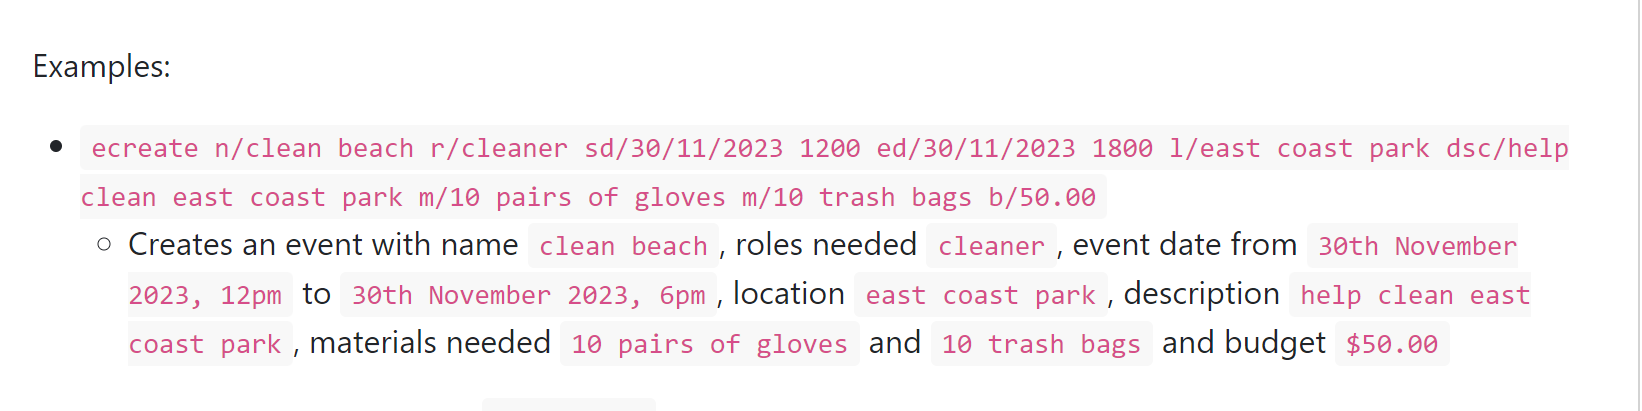 Examples:
ecreate n/clean beach r/cleaner sd/30/11/2023 1200 ed/30/11/2023 1800 l/east coast park dsc/help
clean east coast park m/10 pairs of gloves m/10 trash bags b/50.00
Creates an event with name clean beach, roles needed cleaner, event date from 30th November
2023, 12pm to 30th November 2023, 6pm, location east coast park, description help clean east
coast park, materials needed 10 pairs of gloves and 10 trash bags and budget $50.00